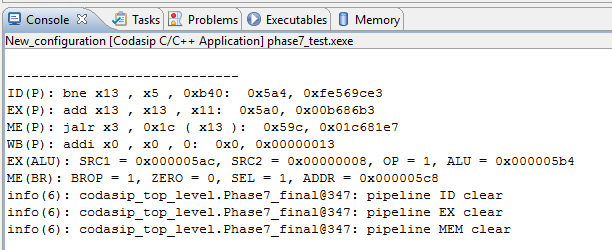 Console Tasks Problems Executables Memory
New_configuration [Codasip C/C++ Application] phase7_test.xexe
-----------------------------
ID(P): bne x13 , x5 , 0xb40: 0x5a4, 0xfe569ce3
EX(P): add x13 , x13 , x11: 0x5a0, 0x00b686b3
ME(P): jalr x3 , 0x1c ( x13 ): 0x59c, 0x01c681e7
WB(P): addi x0 , x0 , 0: 0x0, 0x00000013
EX(ALU): SRC1 = 0x000005ac, SRC2 = 0x00000008, OP = 1, ALU = 0x000005b4
ME(BR): BROP = 1, ZERO = 0, SEL = 1, ADDR = 0x000005c8
info(6): codasip_top_level.Phase7_final@347: pipeline ID clear
info(6): codasip_top_level.Phase7_final@347: pipeline EX clear
info(6): codasip_top_level.Phase7_final@347: pipeline MEM clear